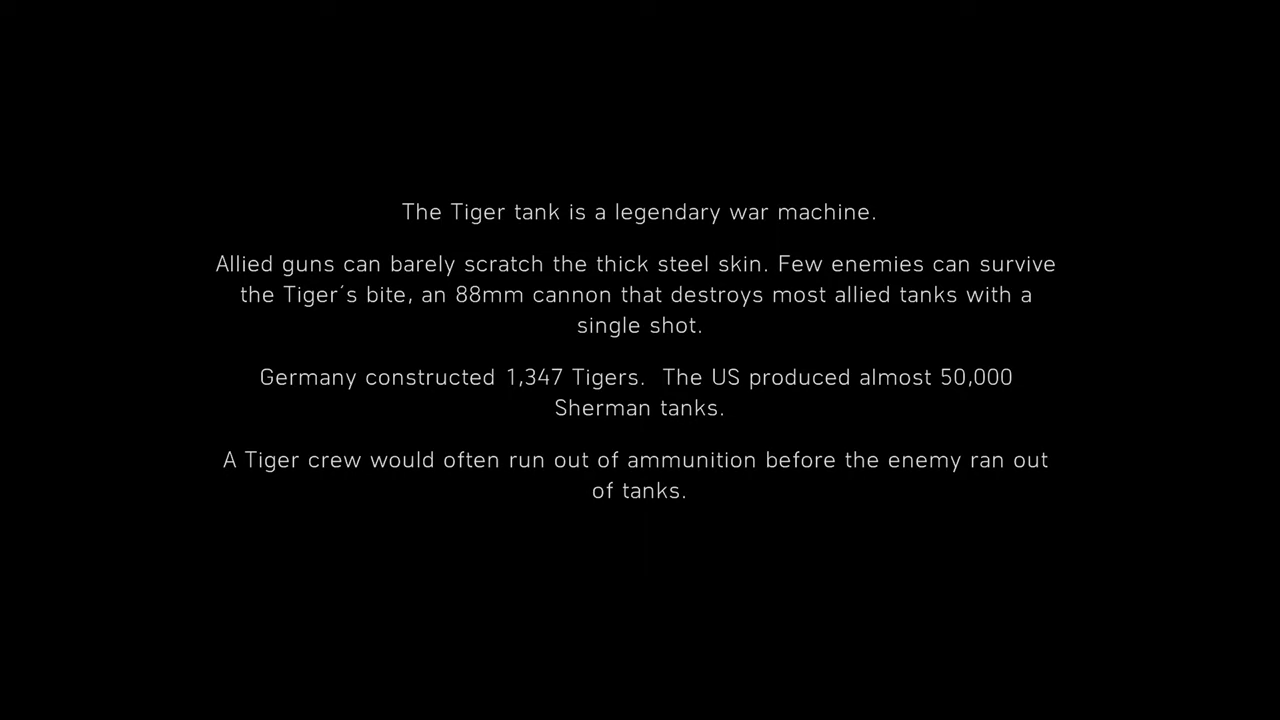 The Tiger tank is a legendary war machine.
Allied guns can barely scratch the thick steel skin. Few enemies can survive
the Tiger´s bite, an 88mm cannon that destroys most allied tanks with a
single shot.
Germany constructed 1,347 Tigers.  The US produced almost 50,000
Sherman tanks.
A Tiger crew would often run out of ammunition before the enemy ran out
of tanks.